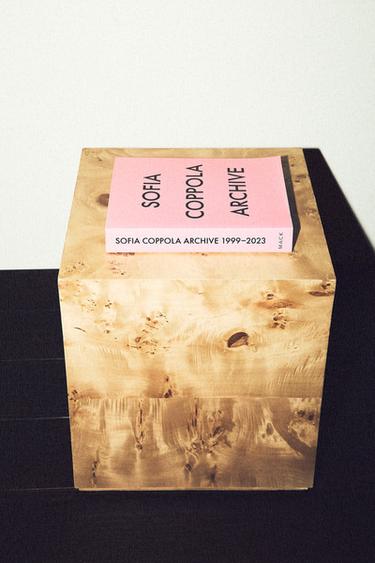 SOFIA
COPPOLA
ARCHIVE
SOFIA COPPOLA ARCHIVE 1999–2023
MACK